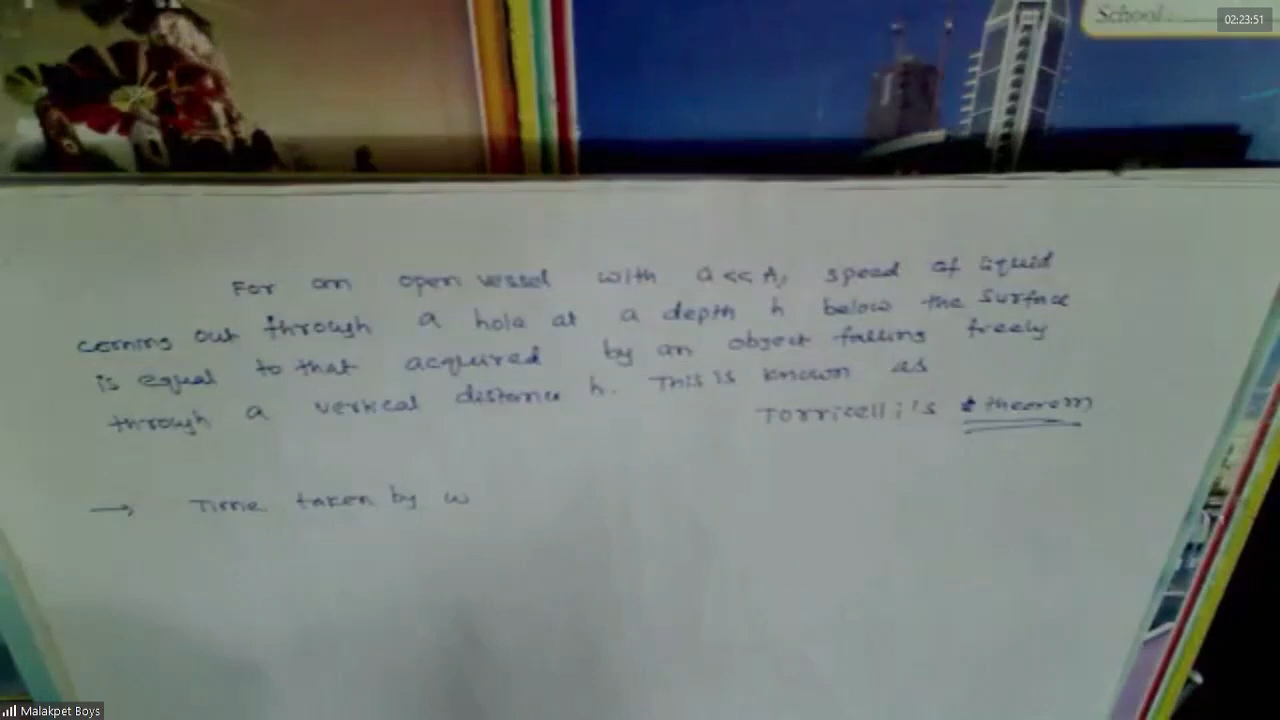 School:
02:23:51
For an open vessel with a << A, speed of liquid
coming out through a hole at a depth h below the surface
is equal to that acquired by an object falling freely
through a vertical distance h. This is known as
Torricelli's theorem
→ Time taken by w
Malakpet Boys